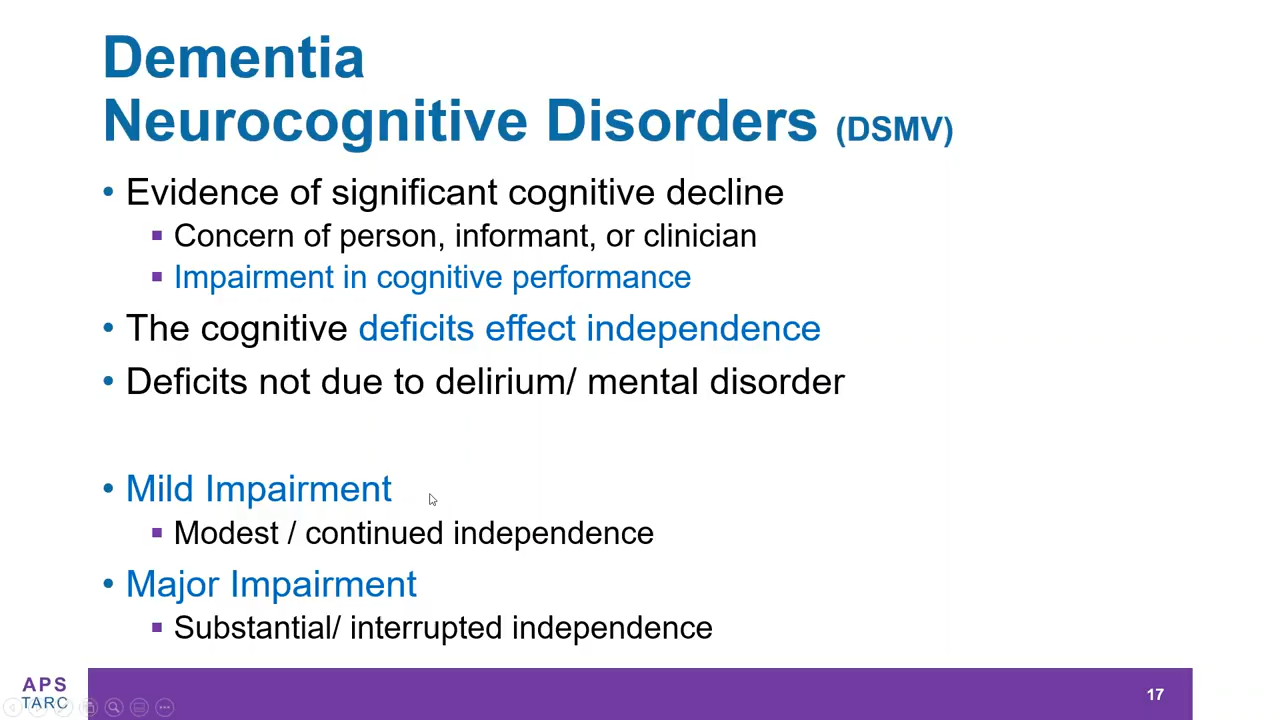 Dementia
Neurocognitive Disorders (DSMV)
• Evidence of significant cognitive decline
▪ Concern of person, informant, or clinician
▪ Impairment in cognitive performance
• The cognitive deficits effect independence
• Deficits not due to delirium/ mental disorder
• Mild Impairment
▪ Modest / continued independence
• Major Impairment
▪ Substantial/ interrupted independence
APS
TARC
17